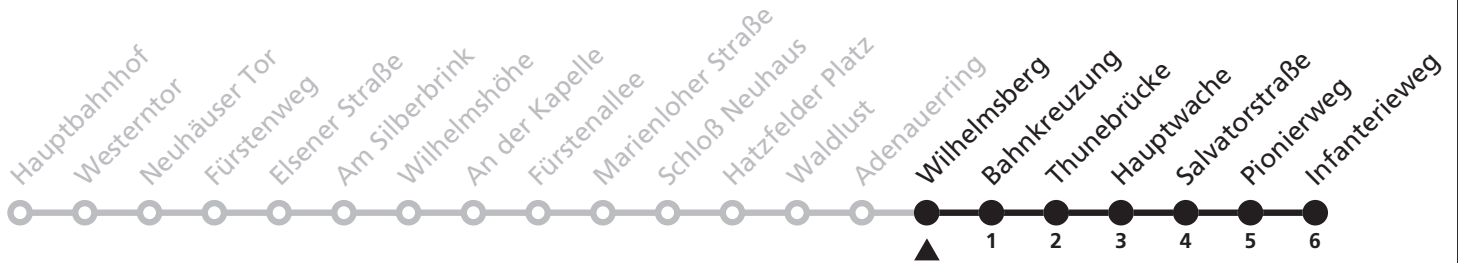 Hauptbahnhof
Westerntor
Neuhäuser Tor
Fürstenweg
Elsener Straße
Am Silberbrink
Wilhelmshöhe
An der Kapelle
Fürstenallee
Marienloher Straße
Schloß Neuhaus
Hatzfelder Platz
Waldlust
Adenauerring
Wilhelmsberg
Bahnkreuzung
Thunebrücke
Hauptwache
Salvatorstraße
Pionierweg
Infanterieweg
1 2 3 4 5 6